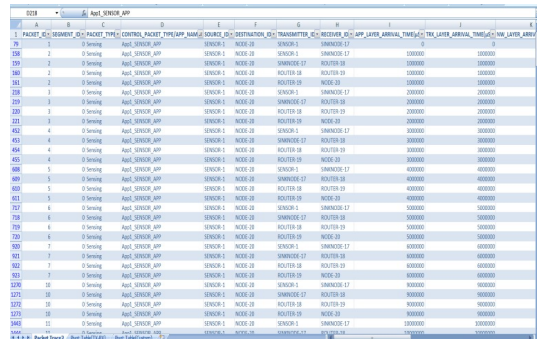 D218 fx App1_SENSOR_APP
A B C D E F G H I J K
1 PACKET_ID SEGMENT_ID PACKET_TYPE CONTROL_PACKET_TYPE/APP_NAME SOURCE_ID DESTINATION_ID TRANSMITTER_ID RECEIVER_ID APP_LAYER_ARRIVAL_TIME(µS) TRX_LAYER_ARRIVAL_TIME(µS) NW_LAYER_ARRIV
79 1 0 Sensing App1_SENSOR_APP SENSOR-1 NODE-20 SENSOR-1 SINKNODE-17 0 0
158 2 0 Sensing App1_SENSOR_APP SENSOR-1 NODE-20 SENSOR-1 SINKNODE-17 1000000 1000000
159 2 0 Sensing App1_SENSOR_APP SENSOR-1 NODE-20 SINKNODE-17 ROUTER-18 1000000 1000000
160 2 0 Sensing App1_SENSOR_APP SENSOR-1 NODE-20 ROUTER-18 ROUTER-19 1000000 1000000
161 2 0 Sensing App1_SENSOR_APP SENSOR-1 NODE-20 ROUTER-19 NODE-20 1000000 1000000
218 3 0 Sensing App1_SENSOR_APP SENSOR-1 NODE-20 SENSOR-1 SINKNODE-17 2000000 2000000
219 3 0 Sensing App1_SENSOR_APP SENSOR-1 NODE-20 SINKNODE-17 ROUTER-18 2000000 2000000
220 3 0 Sensing App1_SENSOR_APP SENSOR-1 NODE-20 ROUTER-18 ROUTER-19 2000000 2000000
221 3 0 Sensing App1_SENSOR_APP SENSOR-1 NODE-20 ROUTER-19 NODE-20 2000000 2000000
452 4 0 Sensing App1_SENSOR_APP SENSOR-1 NODE-20 SENSOR-1 SINKNODE-17 3000000 3000000
453 4 0 Sensing App1_SENSOR_APP SENSOR-1 NODE-20 SINKNODE-17 ROUTER-18 3000000 3000000
454 4 0 Sensing App1_SENSOR_APP SENSOR-1 NODE-20 ROUTER-18 ROUTER-19 3000000 3000000
455 4 0 Sensing App1_SENSOR_APP SENSOR-1 NODE-20 ROUTER-19 NODE-20 3000000 3000000
608 5 0 Sensing App1_SENSOR_APP SENSOR-1 NODE-20 SENSOR-1 SINKNODE-17 4000000 4000000
609 5 0 Sensing App1_SENSOR_APP SENSOR-1 NODE-20 SINKNODE-17 ROUTER-18 4000000 4000000
610 5 0 Sensing App1_SENSOR_APP SENSOR-1 NODE-20 ROUTER-18 ROUTER-19 4000000 4000000
611 5 0 Sensing App1_SENSOR_APP SENSOR-1 NODE-20 ROUTER-19 NODE-20 4000000 4000000
717 6 0 Sensing App1_SENSOR_APP SENSOR-1 NODE-20 SENSOR-1 SINKNODE-17 5000000 5000000
718 6 0 Sensing App1_SENSOR_APP SENSOR-1 NODE-20 SINKNODE-17 ROUTER-18 5000000 5000000
719 6 0 Sensing App1_SENSOR_APP SENSOR-1 NODE-20 ROUTER-18 ROUTER-19 5000000 5000000
720 6 0 Sensing App1_SENSOR_APP SENSOR-1 NODE-20 ROUTER-19 NODE-20 5000000 5000000
920 7 0 Sensing App1_SENSOR_APP SENSOR-1 NODE-20 SENSOR-1 SINKNODE-17 6000000 6000000
921 7 0 Sensing App1_SENSOR_APP SENSOR-1 NODE-20 SINKNODE-17 ROUTER-18 6000000 6000000
922 7 0 Sensing App1_SENSOR_APP SENSOR-1 NODE-20 ROUTER-18 ROUTER-19 6000000 6000000
923 7 0 Sensing App1_SENSOR_APP SENSOR-1 NODE-20 ROUTER-19 NODE-20 6000000 6000000
1270 10 0 Sensing App1_SENSOR_APP SENSOR-1 NODE-20 SENSOR-1 SINKNODE-17 9000000 9000000
1271 10 0 Sensing App1_SENSOR_APP SENSOR-1 NODE-20 SINKNODE-17 ROUTER-18 9000000 9000000
1272 10 0 Sensing App1_SENSOR_APP SENSOR-1 NODE-20 ROUTER-18 ROUTER-19 9000000 9000000
1273 10 0 Sensing App1_SENSOR_APP SENSOR-1 NODE-20 ROUTER-19 NODE-20 9000000 9000000
1443 11 0 Sensing App1_SENSOR_APP SENSOR-1 NODE-20 SENSOR-1 SINKNODE-17 10000000 10000000
Packet Trace